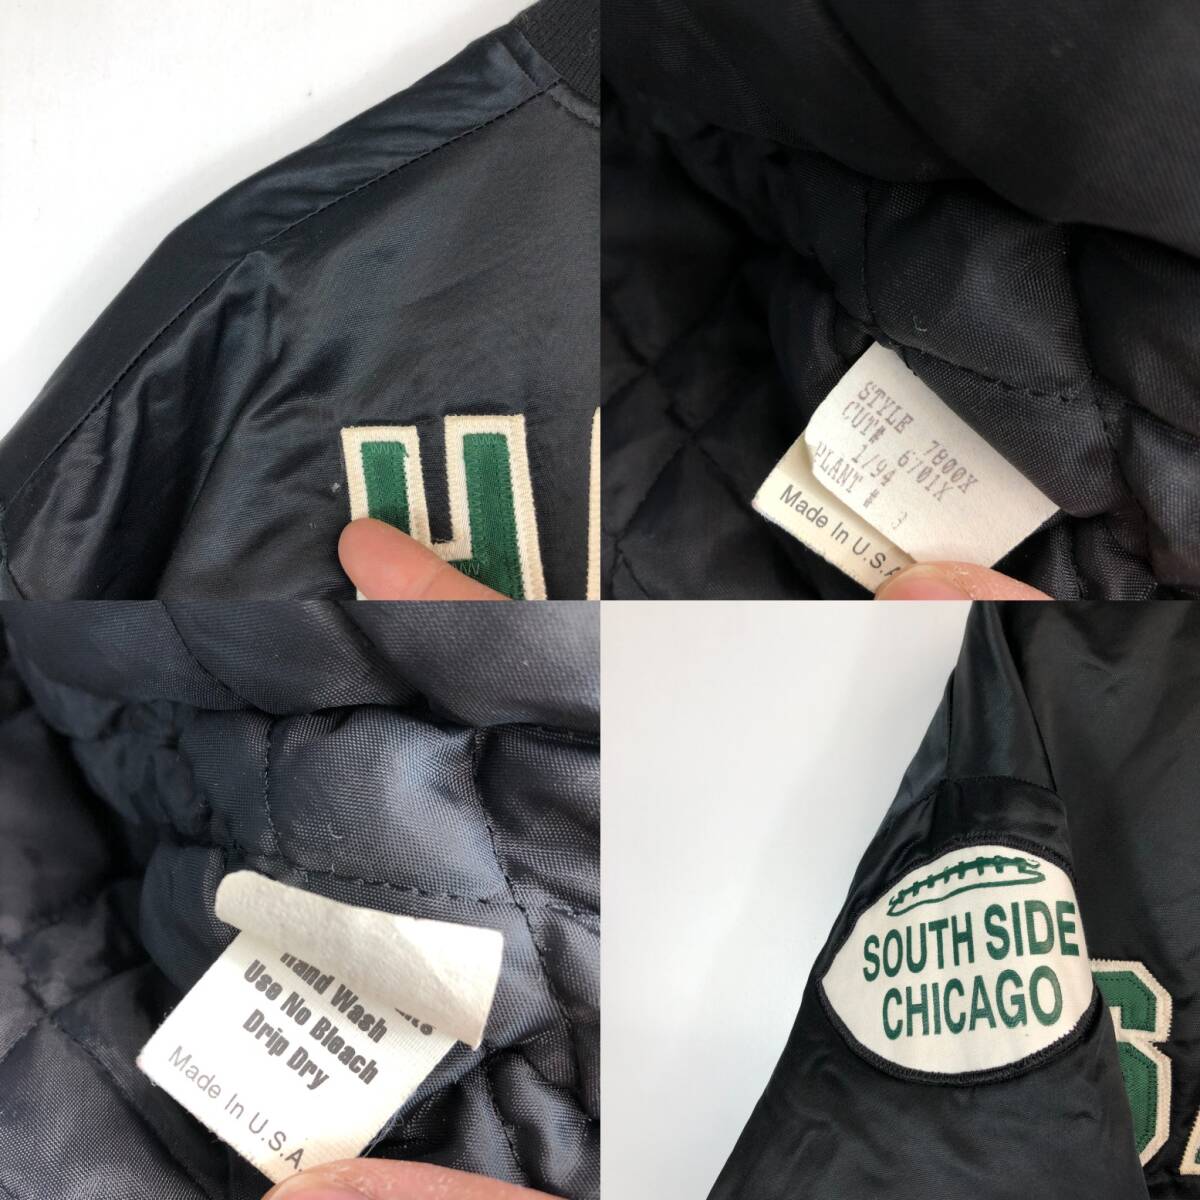 H
STYLE 7800X
CUT# 6701X
1/94
PLANT # 3
Made In U.S.A
Hand Wash
Use No Bleach
Drip Dry
Made In U.S.A.
SOUTH SIDE
CHICAGO
S